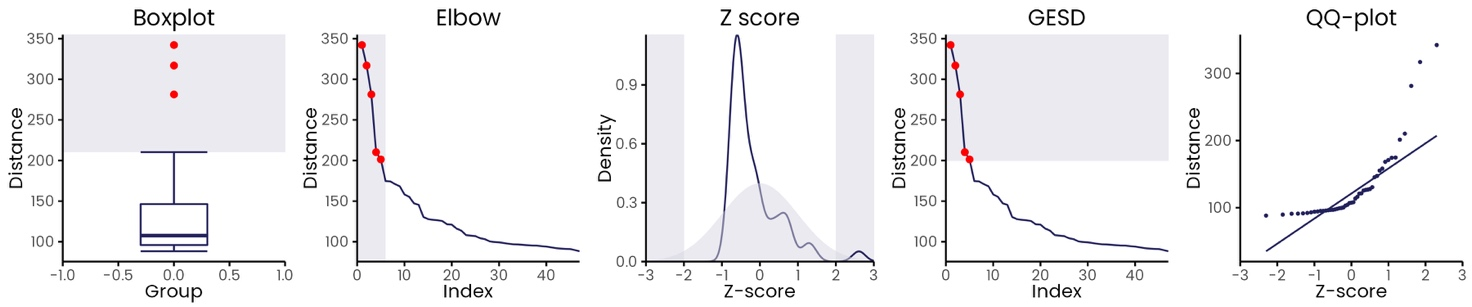 Boxplot
350
300
250
200
150
100
Distance
−1.0 −0.5 0.0 0.5 1.0
Group
Elbow
350
300
250
200
150
100
Distance
0 10 20 30 40
Index
Z score
0.9
0.6
0.3
0.0
Density
−3 −2 −1 0 1 2 3
Z-score
GESD
350
300
250
200
150
100
Distance
0 10 20 30 40
Index
QQ-plot
300
200
100
Distance
−3 −2 −1 0 1 2 3
Z-score